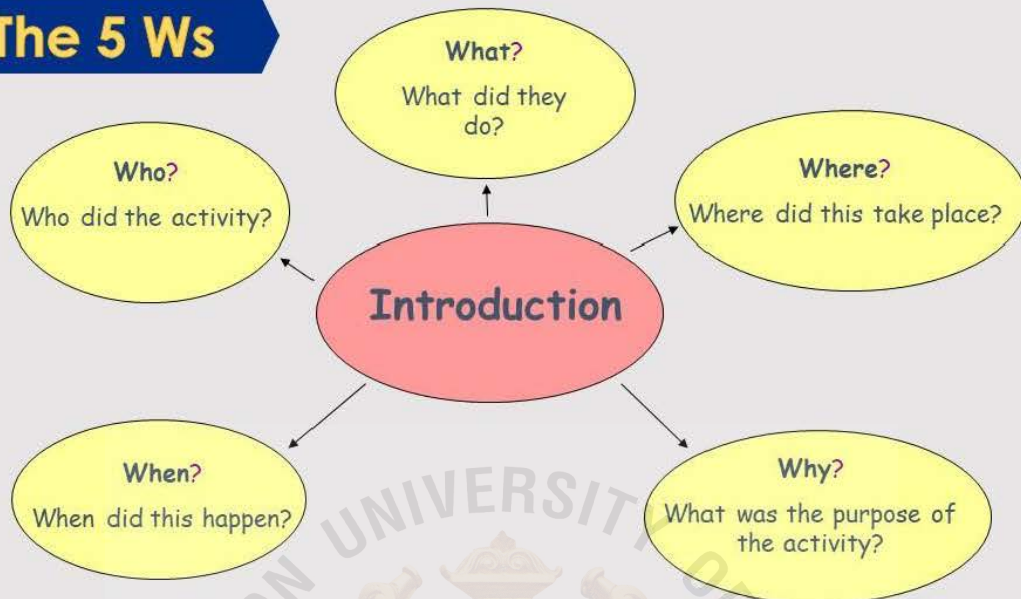 The 5 Ws
What?
What did they
do?
Who?
Who did the activity?
Where?
Where did this take place?
Introduction
When?
When did this happen?
Why?
What was the purpose of
the activity?
UNIVERSITY